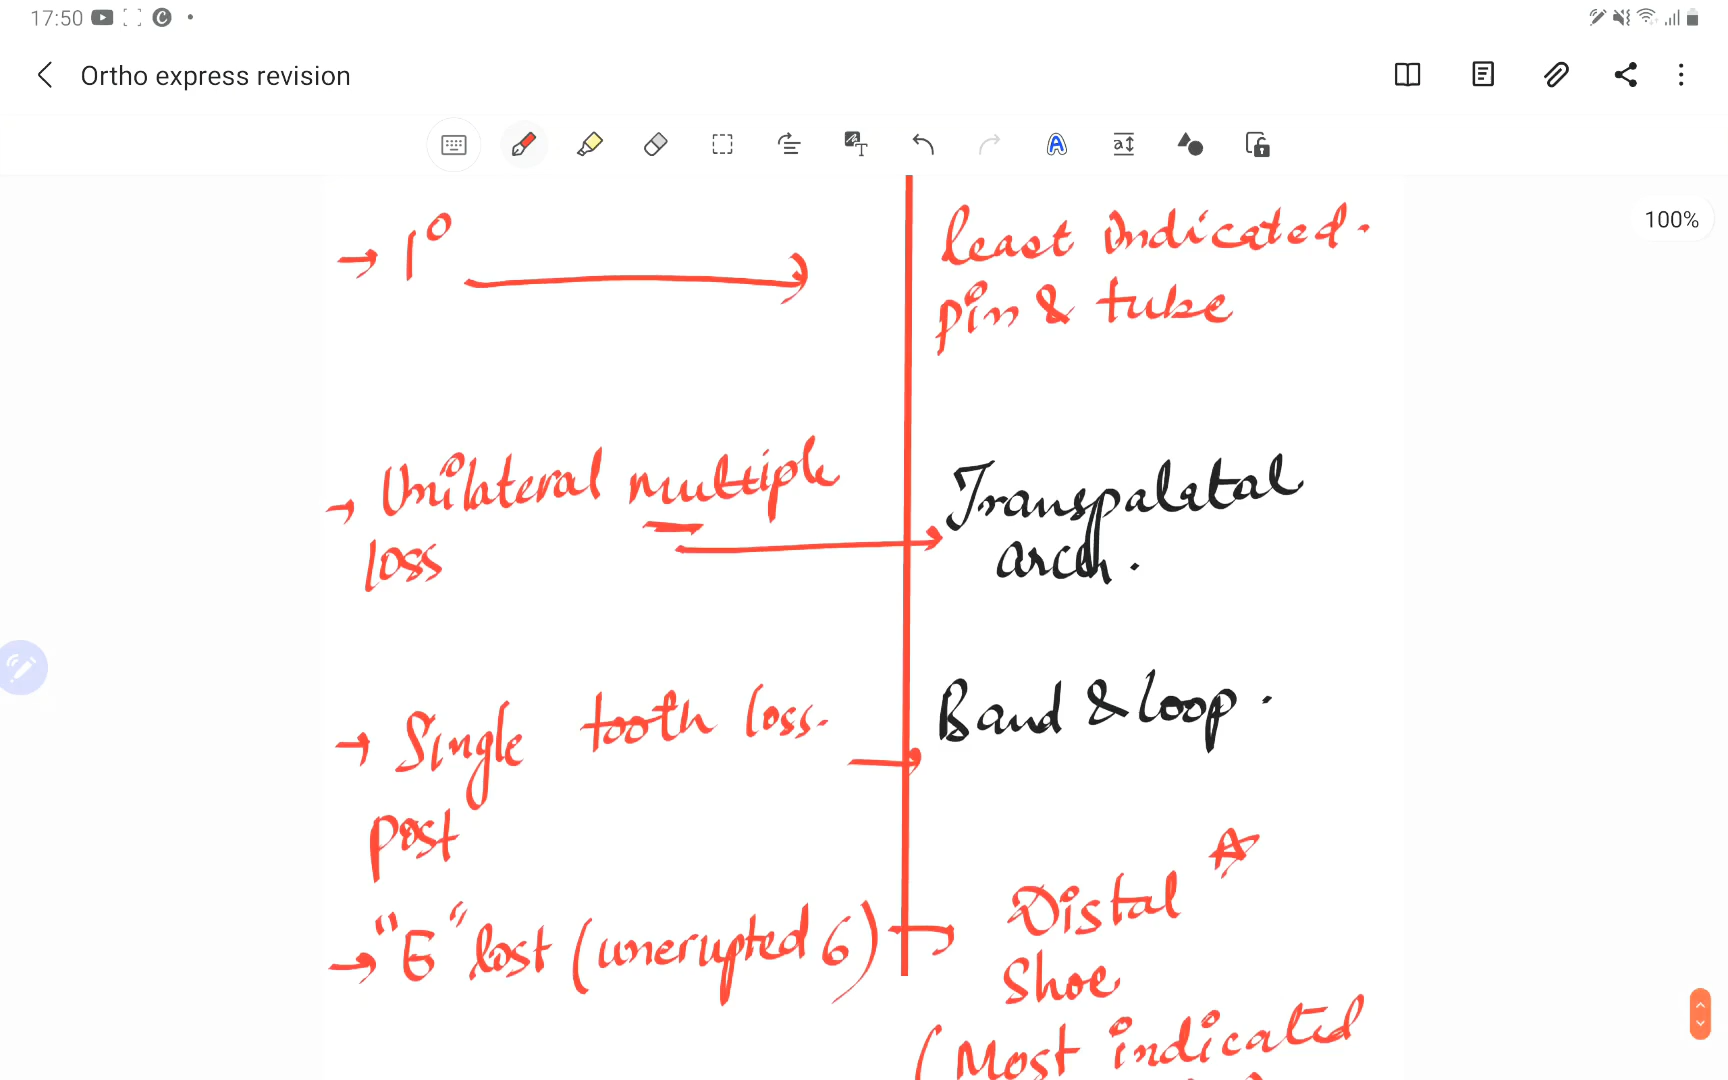 17:50
Ortho express revision
100%
→ 1° → least indicated.
pin & tube
→ Unilateral multiple loss → Transpalatal arch.
→ Single tooth loss. post → Band & loop.
→ "E" lost (unerupted 6) → Distal Shoe
(Most indicated